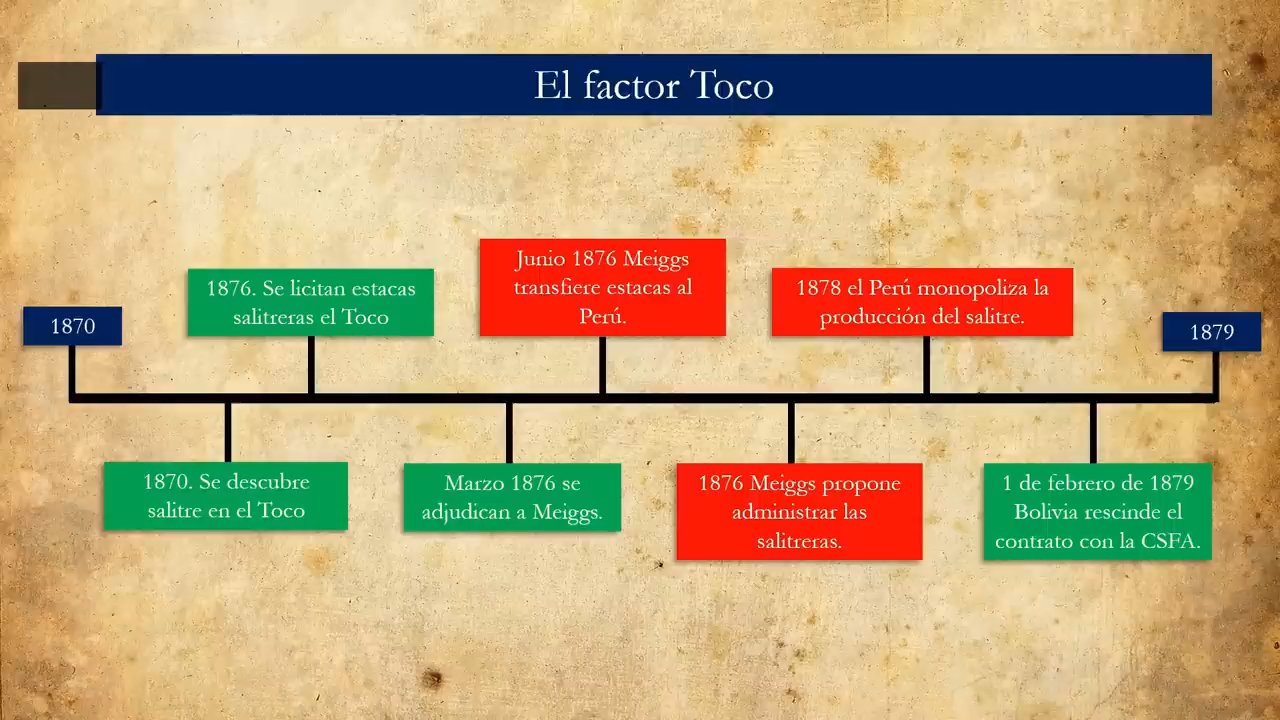 El factor Toco
1870
1876. Se licitan estacas
salitreras el Toco
Junio 1876 Meiggs
transfiere estacas al
Perú.
1878 el Perú monopoliza la
producción del salitre.
1879
1870. Se descubre
salitre en el Toco
Marzo 1876 se
adjudican a Meiggs.
1876 Meiggs propone
administrar las
salitreras.
1 de febrero de 1879
Bolivia rescinde el
contrato con la CSFA.